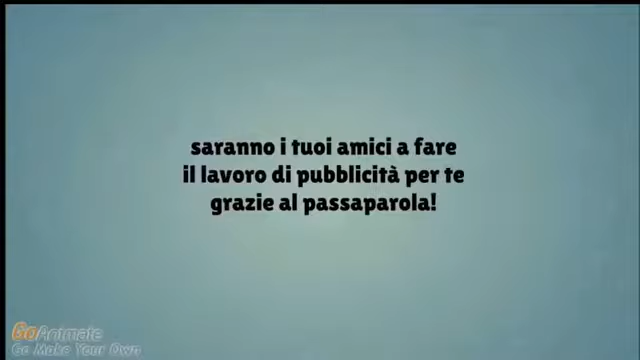 saranno i tuoi amici a fare
il lavoro di pubblicità per te
grazie al passaparola!
GoAnimate
Go Make Your Own